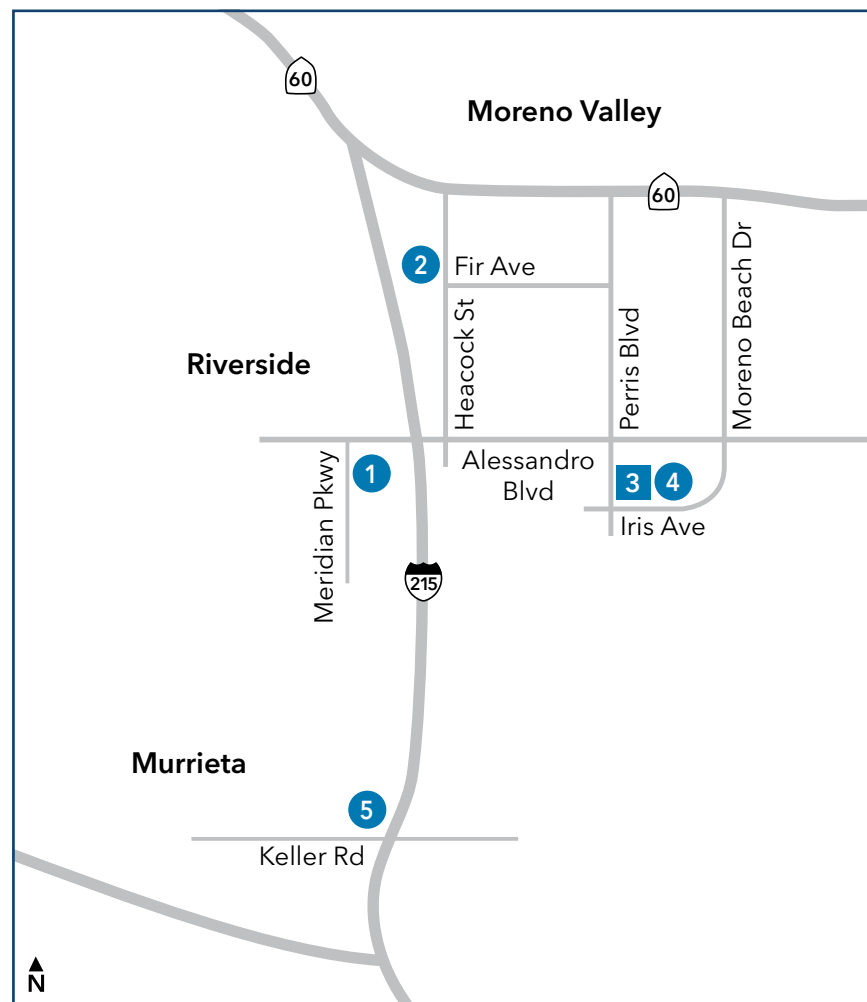 60
Moreno Valley
60
2
Fir Ave
Heacock St
Perris Blvd
Moreno Beach Dr
Riverside
Meridian Pkwy
1
Alessandro
Blvd
3
4
Iris Ave
215
Murrieta
5
Keller Rd
N